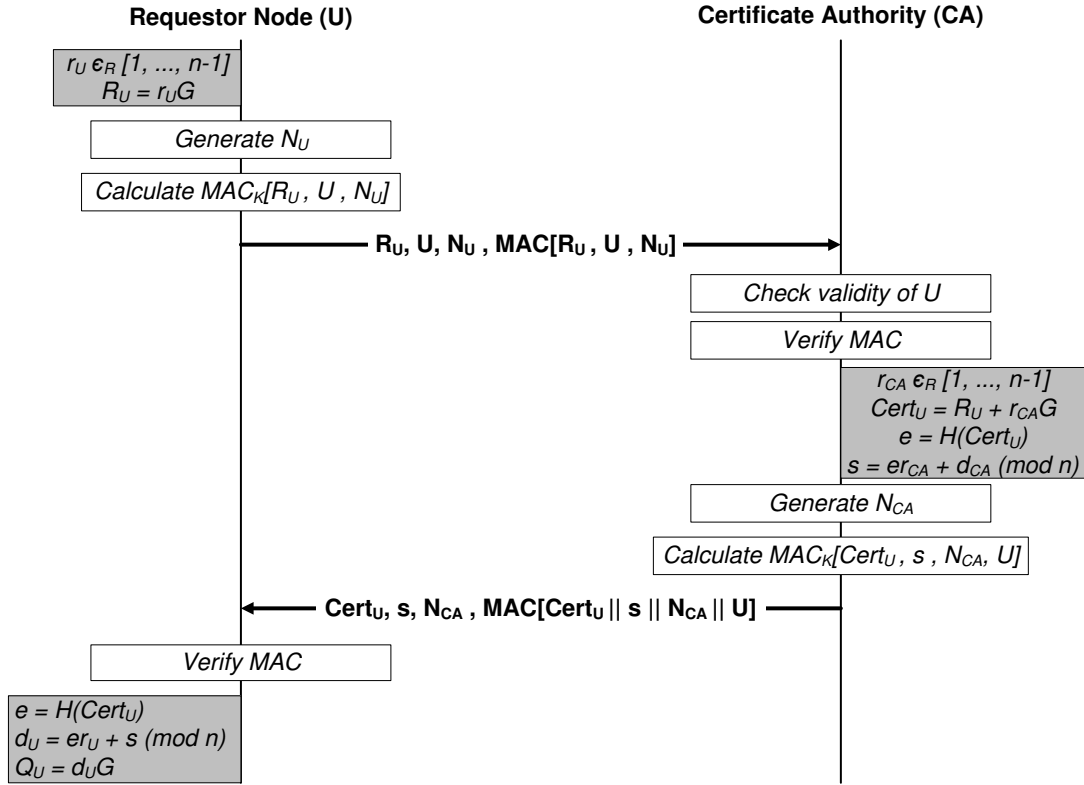 Requestor Node (U)
Certificate Authority (CA)
r_U ϵ_R [1, ..., n-1]
R_U = r_UG
Generate N_U
Calculate MAC_K[R_U , U , N_U]
R_U, U, N_U , MAC[R_U , U , N_U]
Check validity of U
Verify MAC
r_CA ϵ_R [1, ..., n-1]
Cert_U = R_U + r_CAG
e = H(Cert_U)
s = er_CA + d_CA (mod n)
Generate N_CA
Calculate MAC_K[Cert_U , s , N_CA, U]
Cert_U, s, N_CA , MAC[Cert_U || s || N_CA || U]
Verify MAC
e = H(Cert_U)
d_U = er_U + s (mod n)
Q_U = d_UG